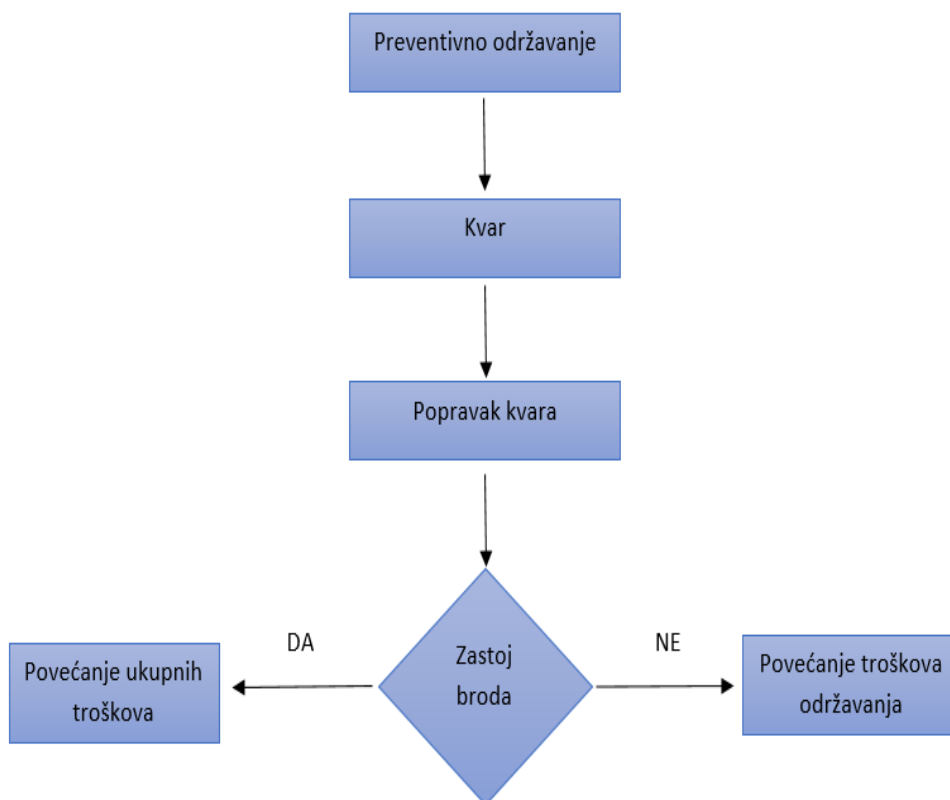 Preventivno održavanje
Kvar
Popravak kvara
DA
Zastoj
broda
NE
Povećanje ukupnih
troškova
Povećanje troškova
održavanja